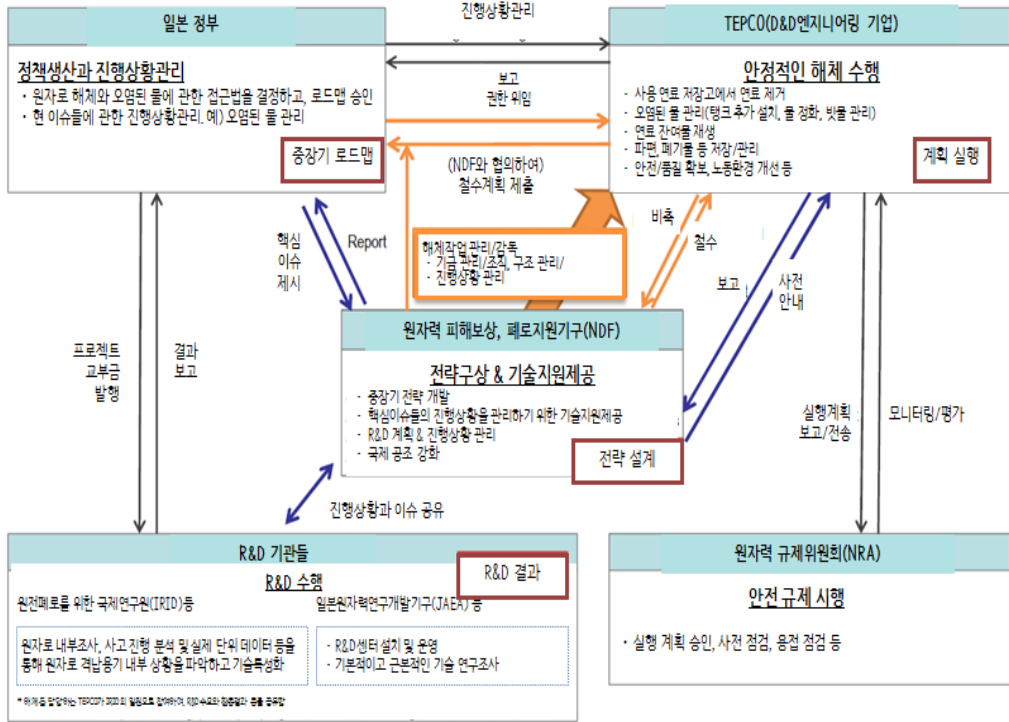 진행상황관리
일본 정부
TEPCO(D&D엔지니어링 기업)
정책생산과 진행상황관리
· 원자로 해체와 오염된 물에 관한 접근법을 결정하고, 로드맵 승인
· 현 이슈들에 관한 진행상황관리. 예) 오염된 물 관리
중장기 로드맵
보고
권한 위임
(NDF와 협의하여)
철수계획 제출
안정적인 해체 수행
- 사용 연료 저장고에서 연료 제거
- 오염된 물 관리(탱크 추가 설치, 물 정화, 빗물 관리)
- 연료 잔여물 재생
- 파편, 폐기물 등 저장/관리
- 안전/품질 확보, 노동환경 개선 등
계획 실행
핵심
이슈
제시
Report
해체작업 관리/감독
- 기금 관리/조직, 구조 관리/
- 진행상황 관리
비축
철수
보고
사전
안내
원자력 피해보상, 폐로지원기구(NDF)
전략구상 & 기술지원제공
- 중장기 전략 개발
- 핵심이슈들의 진행상황을 관리하기 위한 기술지원제공
- R&D 계획 & 진행상황 관리
- 국제 공조 강화
전략 설계
프로젝트
교부금
발행
결과
보고
실행계획
보고/전송
모니터링/평가
진행상황과 이슈 공유
R&D 기관들
R&D 수행
R&D 결과
원전폐로를 위한 국제연구원(IRID)등
일본원자력연구개발기구(JAEA) 등
원자로 내부조사, 사고 진행 분석 및 실제 단위 데이터 등을
통해 원자로 격납용기 내부 상황을 파악하고 기술특성화
- R&D센터 설치 및 운영
- 기본적이고 근본적인 기술 연구조사
원자력 규제위원회(NRA)
안전 규제 시행
· 실행 계획 승인, 사전 점검, 용접 점검 등